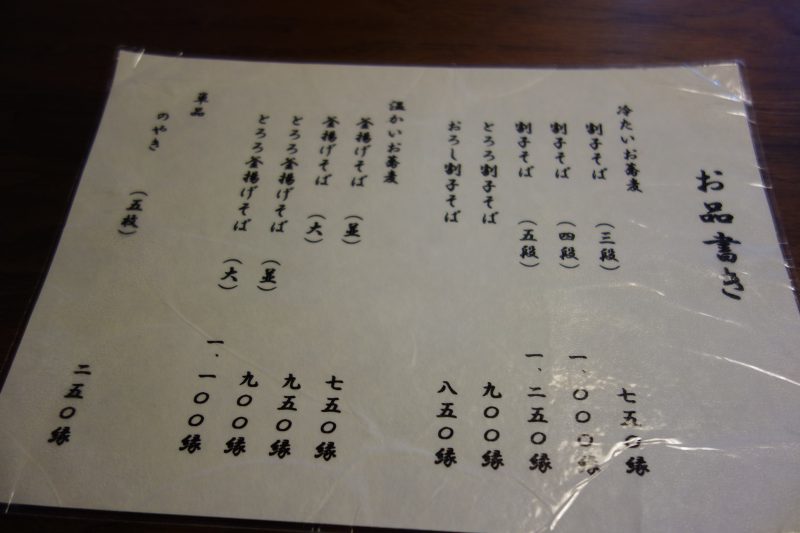 お品書き
冷たいお蕎麦
割子そば（三段）七五〇縁
割子そば（四段）一、〇〇〇縁
割子そば（五段）一、二五〇縁
とろろ割子そば 九〇〇縁
おろし割子そば 八五〇縁
温かいお蕎麦
釜揚げそば（並）七五〇縁
釜揚げそば（大）九五〇縁
とろろ釜揚げそば（並）九〇〇縁
とろろ釜揚げそば（大）一、一〇〇縁
単品
のやき（五枚）二五〇縁